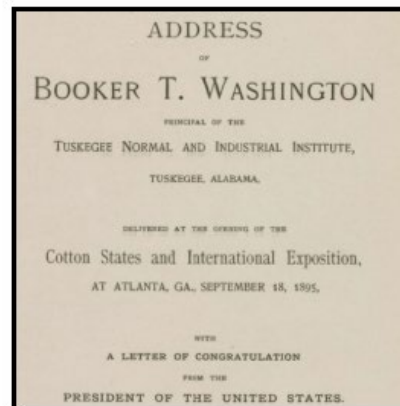 ADDRESS
OF
BOOKER T. WASHINGTON
PRINCIPAL OF THE
TUSKEGEE NORMAL AND INDUSTRIAL INSTITUTE,
TUSKEGEE, ALABAMA,
DELIVERED AT THE OPENING OF THE
Cotton States and International Exposition,
AT ATLANTA, GA., SEPTEMBER 18, 1895,
WITH
A LETTER OF CONGRATULATION
FROM THE
PRESIDENT OF THE UNITED STATES.